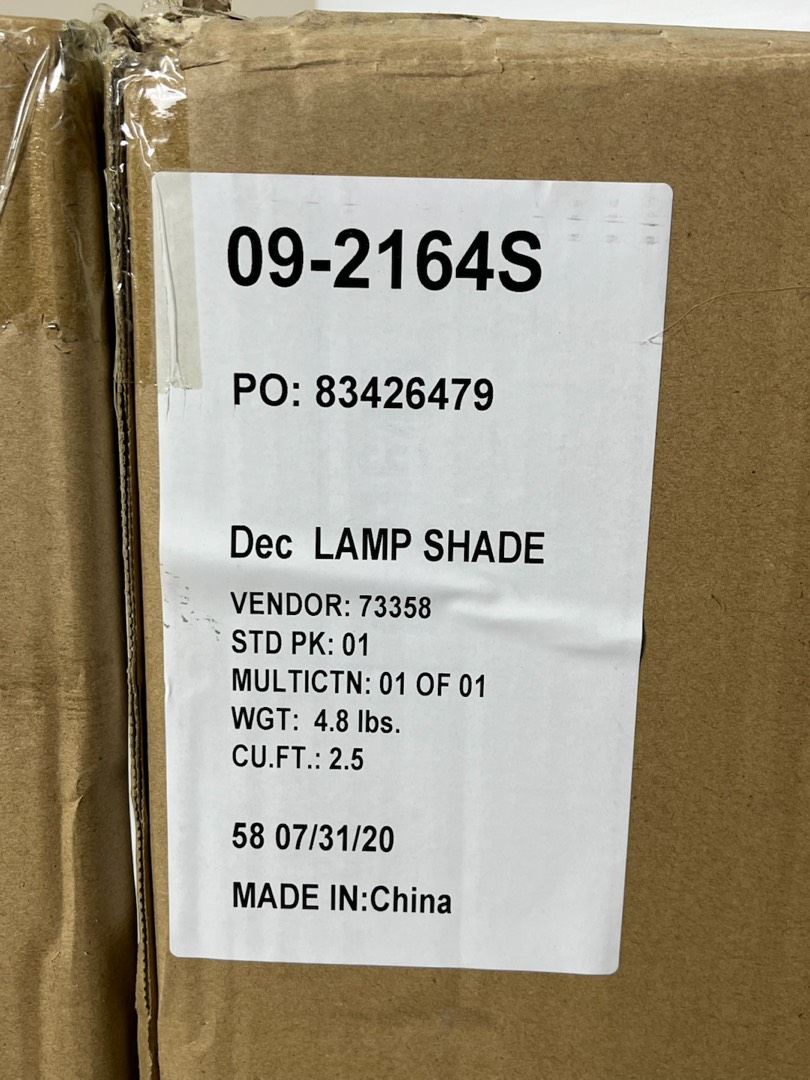 09-2164S
PO: 83426479
Dec LAMP SHADE
VENDOR: 73358
STD PK: 01
MULTICTN: 01 OF 01
WGT: 4.8 lbs.
CU.FT.: 2.5
58 07/31/20
MADE IN:China